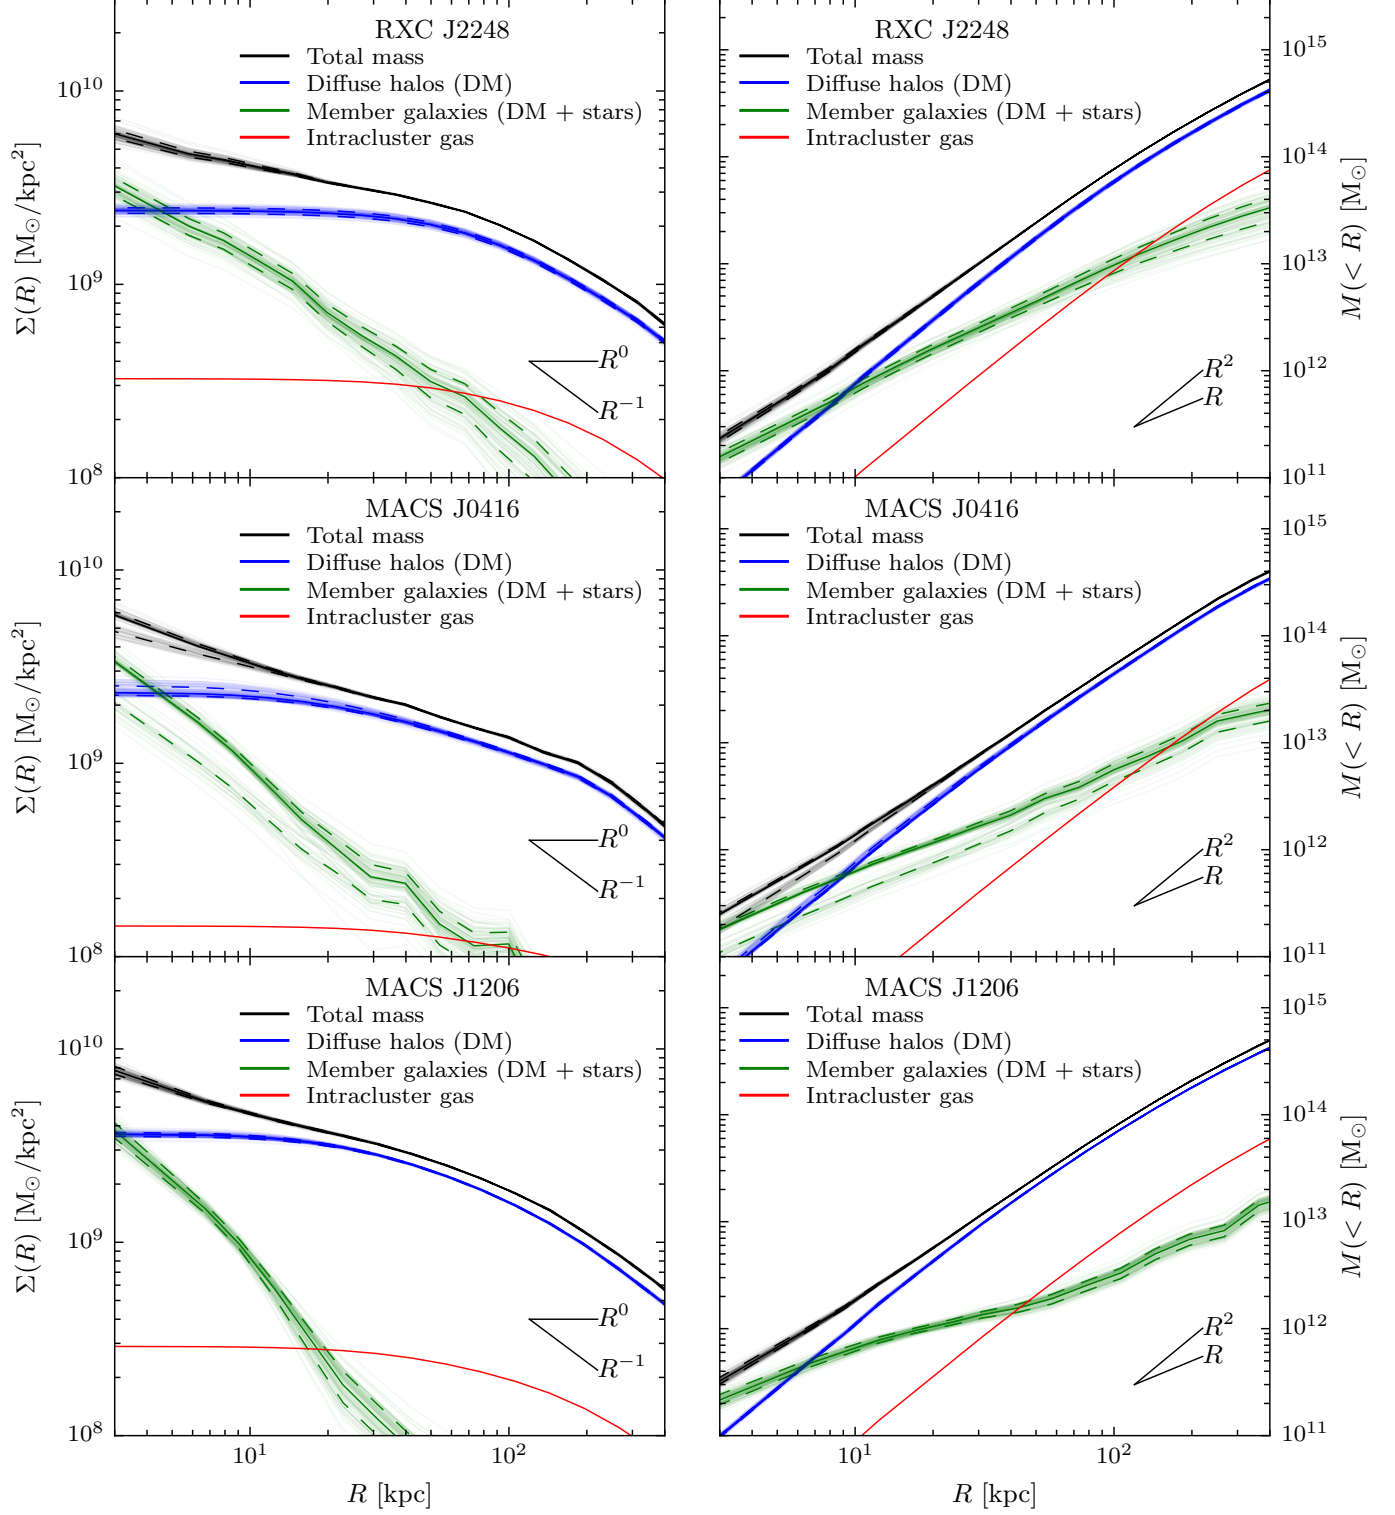 RXC J2248
Total mass
Diffuse halos (DM)
Member galaxies (DM + stars)
Intracluster gas
10^10
10^9
10^8
Σ(R) [M⊙/kpc^2]
R^0
R^−1
RXC J2248
Total mass
Diffuse halos (DM)
Member galaxies (DM + stars)
Intracluster gas
10^15
10^14
10^13
10^12
10^11
M(< R) [M⊙]
R^2
R
MACS J0416
Total mass
Diffuse halos (DM)
Member galaxies (DM + stars)
Intracluster gas
10^10
10^9
10^8
Σ(R) [M⊙/kpc^2]
R^0
R^−1
MACS J0416
Total mass
Diffuse halos (DM)
Member galaxies (DM + stars)
Intracluster gas
10^15
10^14
10^13
10^12
10^11
M(< R) [M⊙]
R^2
R
MACS J1206
Total mass
Diffuse halos (DM)
Member galaxies (DM + stars)
Intracluster gas
10^10
10^9
10^8
Σ(R) [M⊙/kpc^2]
R^0
R^−1
10^1
10^2
R [kpc]
MACS J1206
Total mass
Diffuse halos (DM)
Member galaxies (DM + stars)
Intracluster gas
10^15
10^14
10^13
10^12
10^11
M(< R) [M⊙]
R^2
R
10^1
10^2
R [kpc]